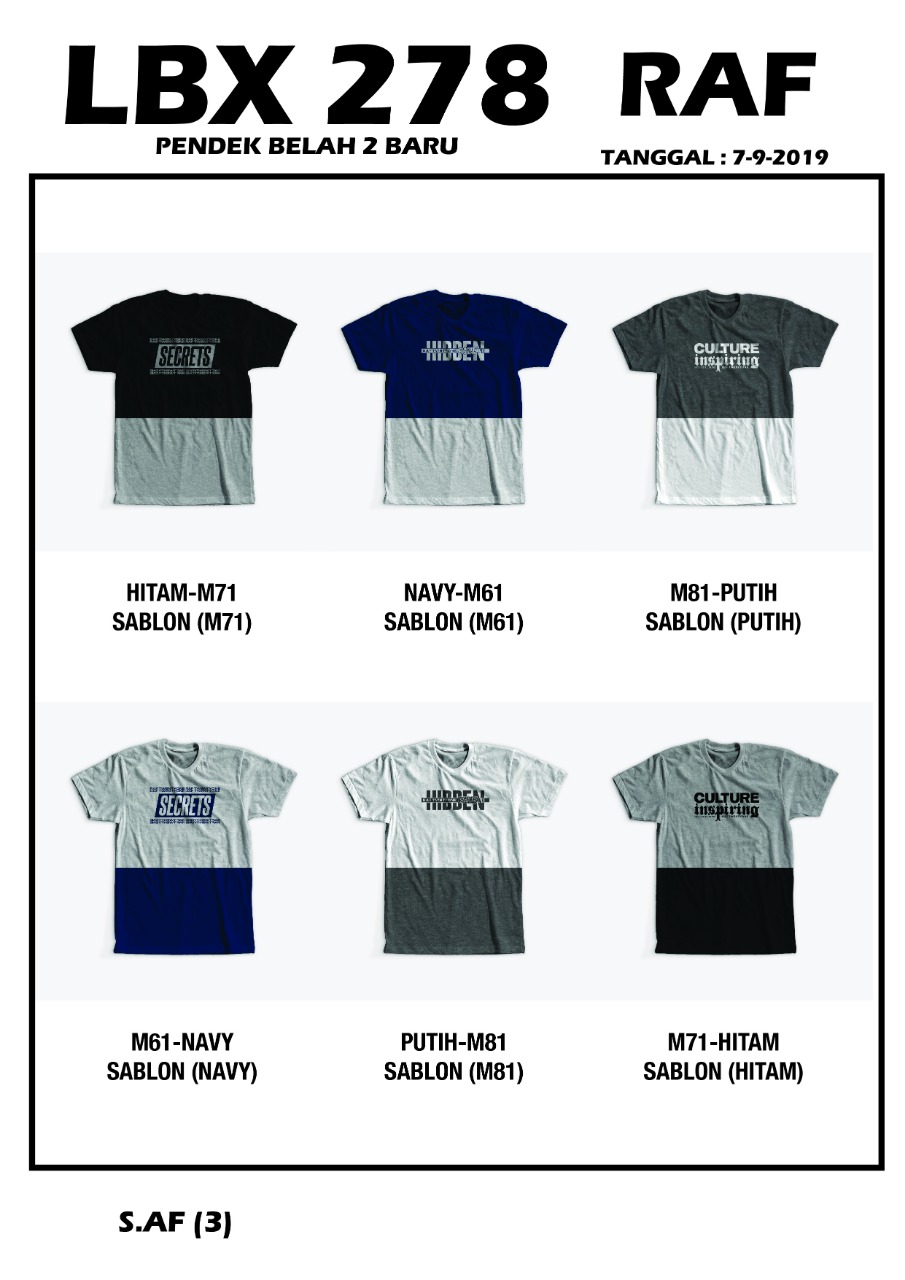 LBX 278
RAF
PENDEK BELAH 2 BARU
TANGGAL : 7-9-2019
SECRETS
HIDDEN
CULTURE
inspiring
HITAM-M71
SABLON (M71)
NAVY-M61
SABLON (M61)
M81-PUTIH
SABLON (PUTIH)
SECRETS
HIDDEN
CULTURE
inspiring
M61-NAVY
SABLON (NAVY)
PUTIH-M81
SABLON (M81)
M71-HITAM
SABLON (HITAM)
S.AF (3)